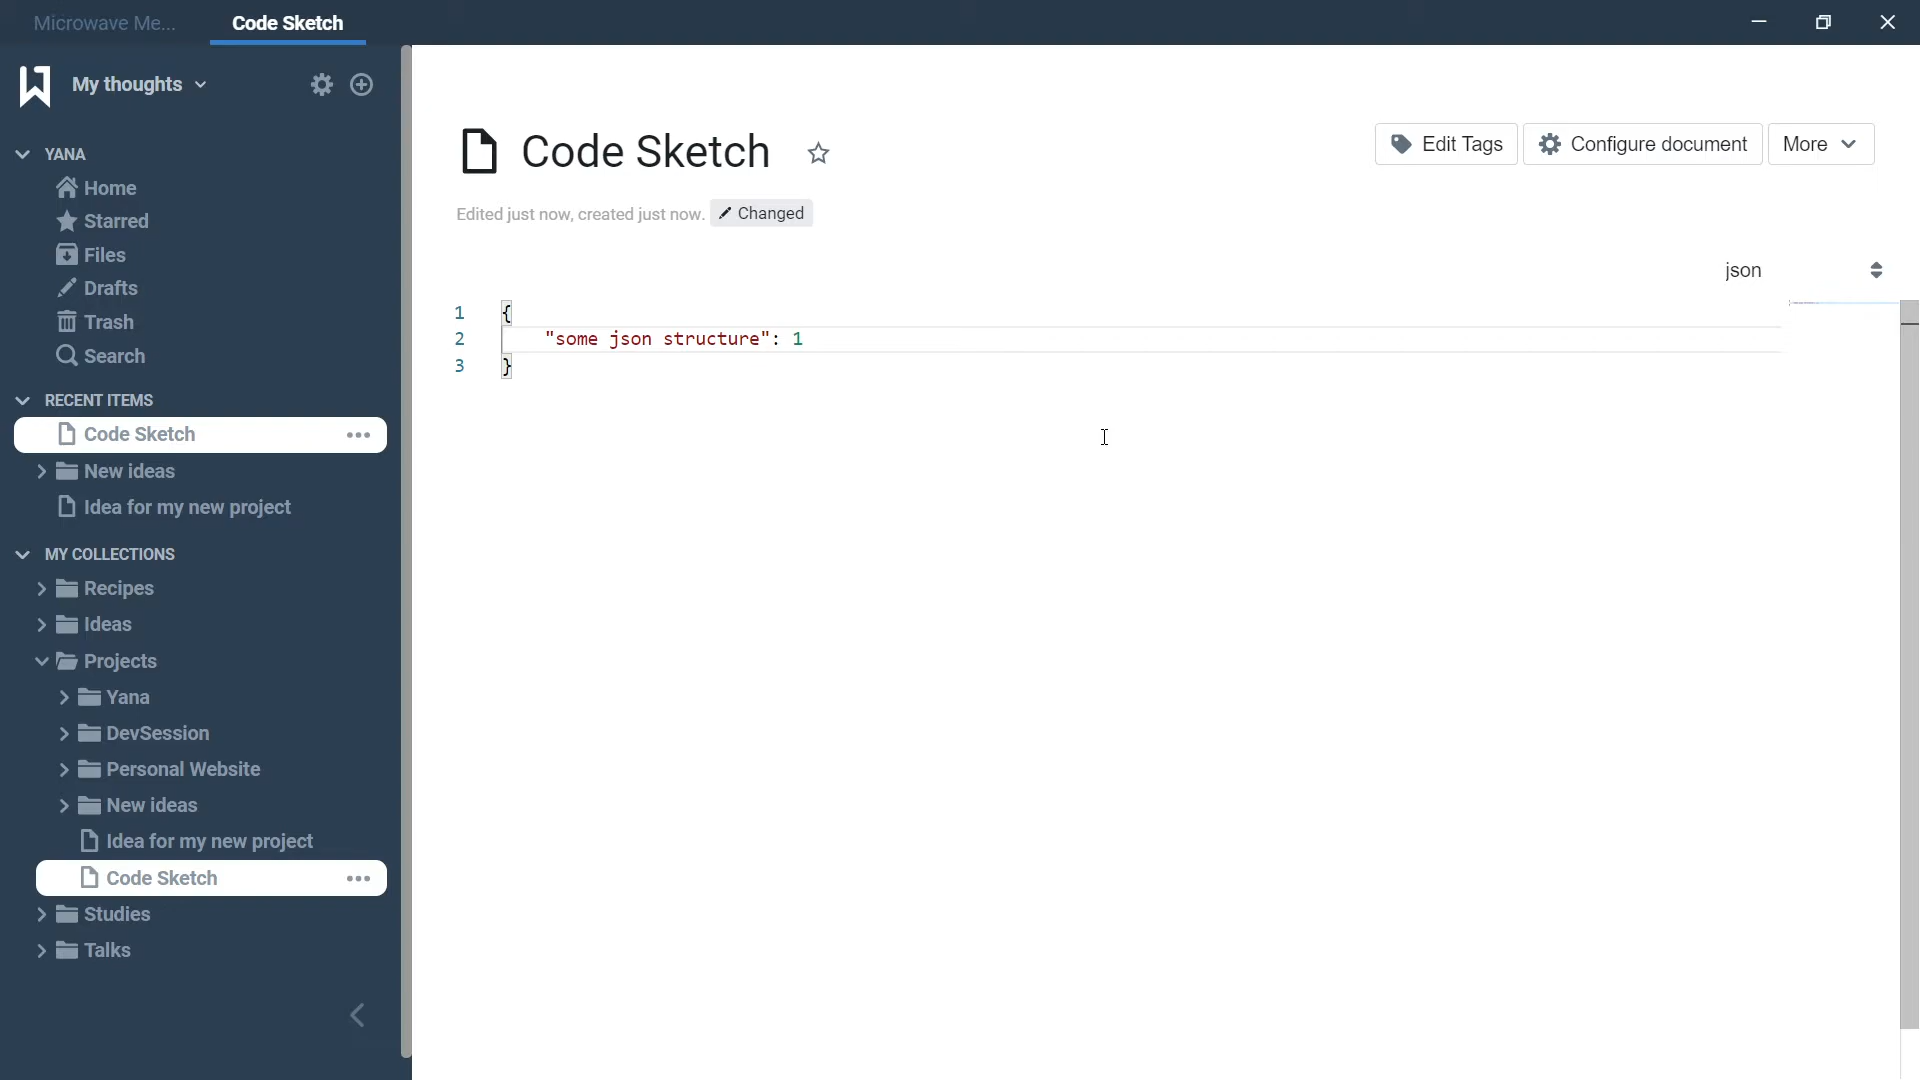 Microwave Me...
Code Sketch
My thoughts
YANA
Home
Starred
Files
Drafts
Trash
Search
RECENT ITEMS
Code Sketch
New ideas
Idea for my new project
MY COLLECTIONS
Recipes
Ideas
Projects
Yana
DevSession
Personal Website
New ideas
Idea for my new project
Code Sketch
Studies
Talks
Code Sketch
Edit Tags
Configure document
More
Edited just now, created just now.
Changed
json
1 {
2 "some json structure": 1
3 }